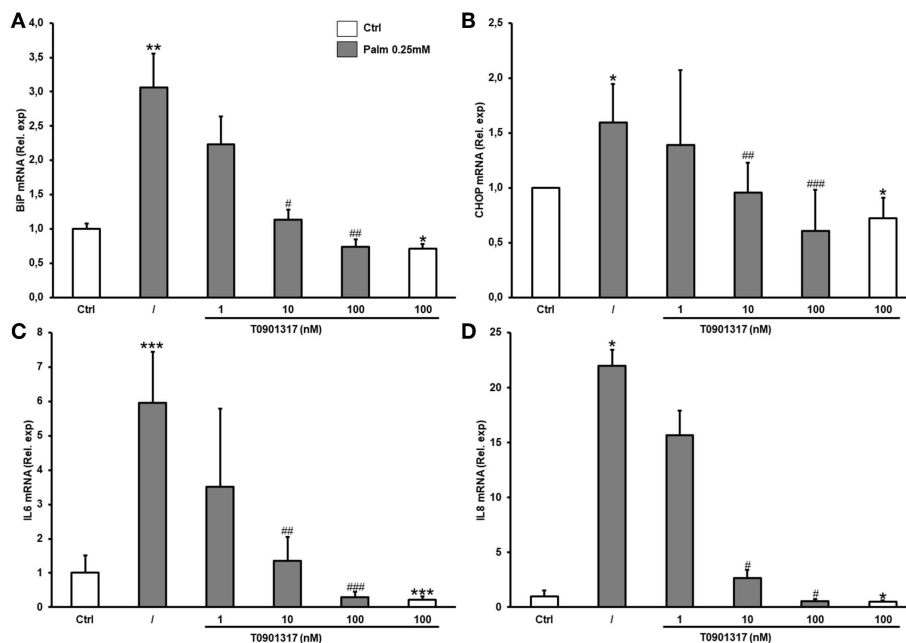 A
4,0
3,5
3,0
2,5
2,0
1,5
1,0
0,5
0,0
BiP mRNA (Rel. exp)
**
#
##
*
Ctrl
Palm 0.25mM
Ctrl / 1 10 100 100
T0901317 (nM)
B
2,5
2,0
1,5
1,0
0,5
0,0
CHOP mRNA (Rel. exp)
*
##
###
*
Ctrl / 1 10 100 100
T0901317 (nM)
C
8
7
6
5
4
3
2
1
0
IL6 mRNA (Rel. exp)
***
##
###
***
Ctrl / 1 10 100 100
T0901317 (nM)
D
25
20
15
10
5
0
IL8 mRNA (Rel. exp)
*
#
#
*
Ctrl / 1 10 100 100
T0901317 (nM)